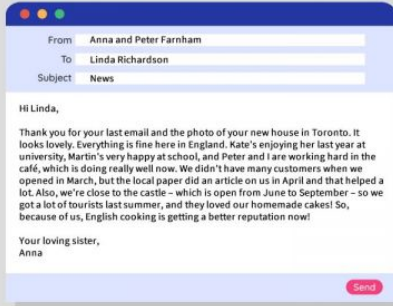 From Anna and Peter Farnham
To Linda Richardson
Subject News
Hi Linda,
Thank you for your last email and the photo of your new house in Toronto. It
looks lovely. Everything is fine here in England. Kate's enjoying her last year at
university, Martin's very happy at school, and Peter and I are working hard in the
café, which is doing really well now. We didn't have many customers when we
opened in March, but the local paper did an article on us in April and that helped a
lot. Also, we're close to the castle – which is open from June to September – so we
got a lot of tourists last summer, and they loved our homemade cakes! So,
because of us, English cooking is getting a better reputation now!
Your loving sister,
Anna
Send